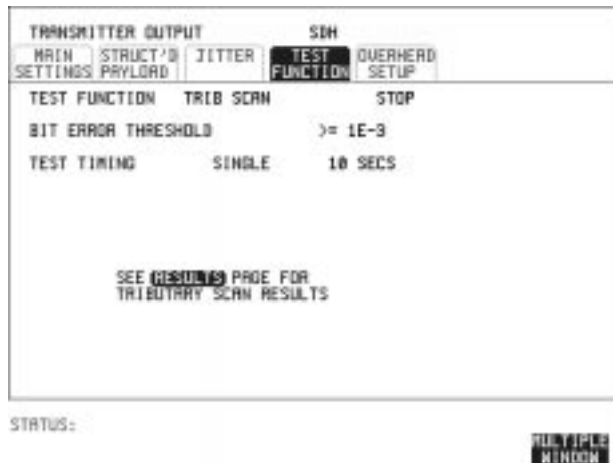 TRANSMITTER OUTPUT SDH
MAIN SETTINGS STRUCT'D PAYLOAD JITTER TEST FUNCTION OVERHEAD SETUP
TEST FUNCTION TRIB SCAN STOP
BIT ERROR THRESHOLD >= 1E-3
TEST TIMING SINGLE 10 SECS
SEE RESULTS PAGE FOR
TRIBUTARY SCAN RESULTS
STATUS:
MULTIPLE
WINDOW